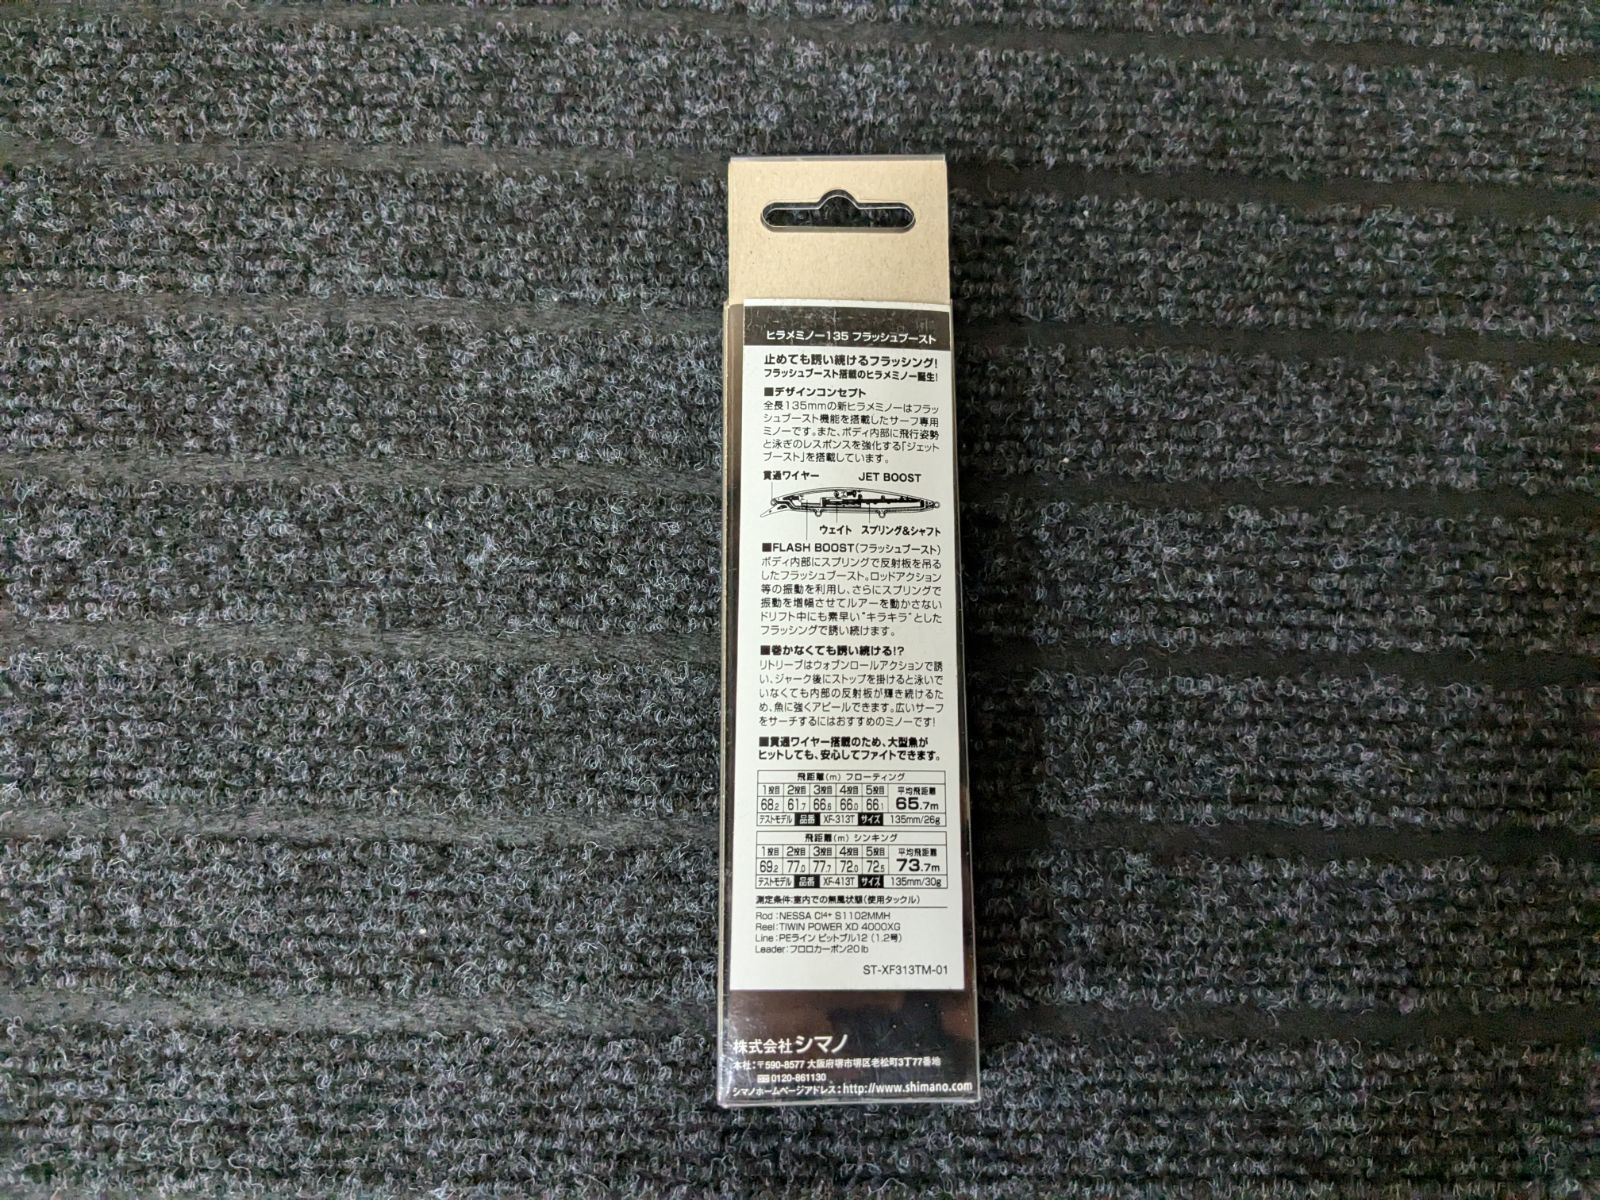 ヒラメミノー135 フラッシュブースト
止めても誘い続けるフラッシング!
フラッシュブースト搭載のヒラメミノー誕生!
■デザインコンセプト
全長135mmの新ヒラメミノーはフラッ
シュブースト機能を搭載したサーフ専用
ミノーです。また、ボディ内部に飛行姿勢
と泳ぎのレスポンスを強化する「ジェット
ブースト」を搭載しています。
貫通ワイヤー JET BOOST
ウェイト スプリング&シャフト
■FLASH BOOST(フラッシュブースト)
ボディ内部にスプリングで反射板を吊る
したフラッシュブースト。ロッドアクション
等の振動を利用し、さらにスプリングで
振動を増幅させてルアーを動かさない
ドリフト中にも素早い"キラキラ"とした
フラッシングで誘い続けます。
■巻かなくても誘い続ける!?
リトリーブはウォブンロールアクションで誘
い、ジャーク後にストップを掛けると泳いで
いなくても内部の反射板が輝き続けるた
め、魚に強くアピールできます。広いサーフ
をサーチするにはおすすめのミノーです!
■貫通ワイヤー搭載のため、大型魚が
ヒットしても、安心してファイトできます。
飛距離(m) フローティング
1投目 2投目 3投目 4投目 5投目 平均飛距離
68.2 61.7 66.6 66.0 66.1 65.7m
テストモデル 品番 XF-313T サイズ 135mm/26g
飛距離(m) シンキング
1投目 2投目 3投目 4投目 5投目 平均飛距離
69.2 77.0 77.7 72.0 72.5 73.7m
テストモデル 品番 XF-413T サイズ 135mm/30g
測定条件:室内での無風状態(使用タックル)
Rod :NESSA CI4+ S1102MMH
Reel:TIWIN POWER XD 4000XG
Line :PEライン ピットブル12 (1.2号)
Leader:フロロカーボン20lb
ST-XF313TM-01
株式会社シマノ
本社:〒590-8577 大阪府堺市堺区老松町3丁77番地
0120-861130
シマノホームページアドレス:http://www.shimano.com